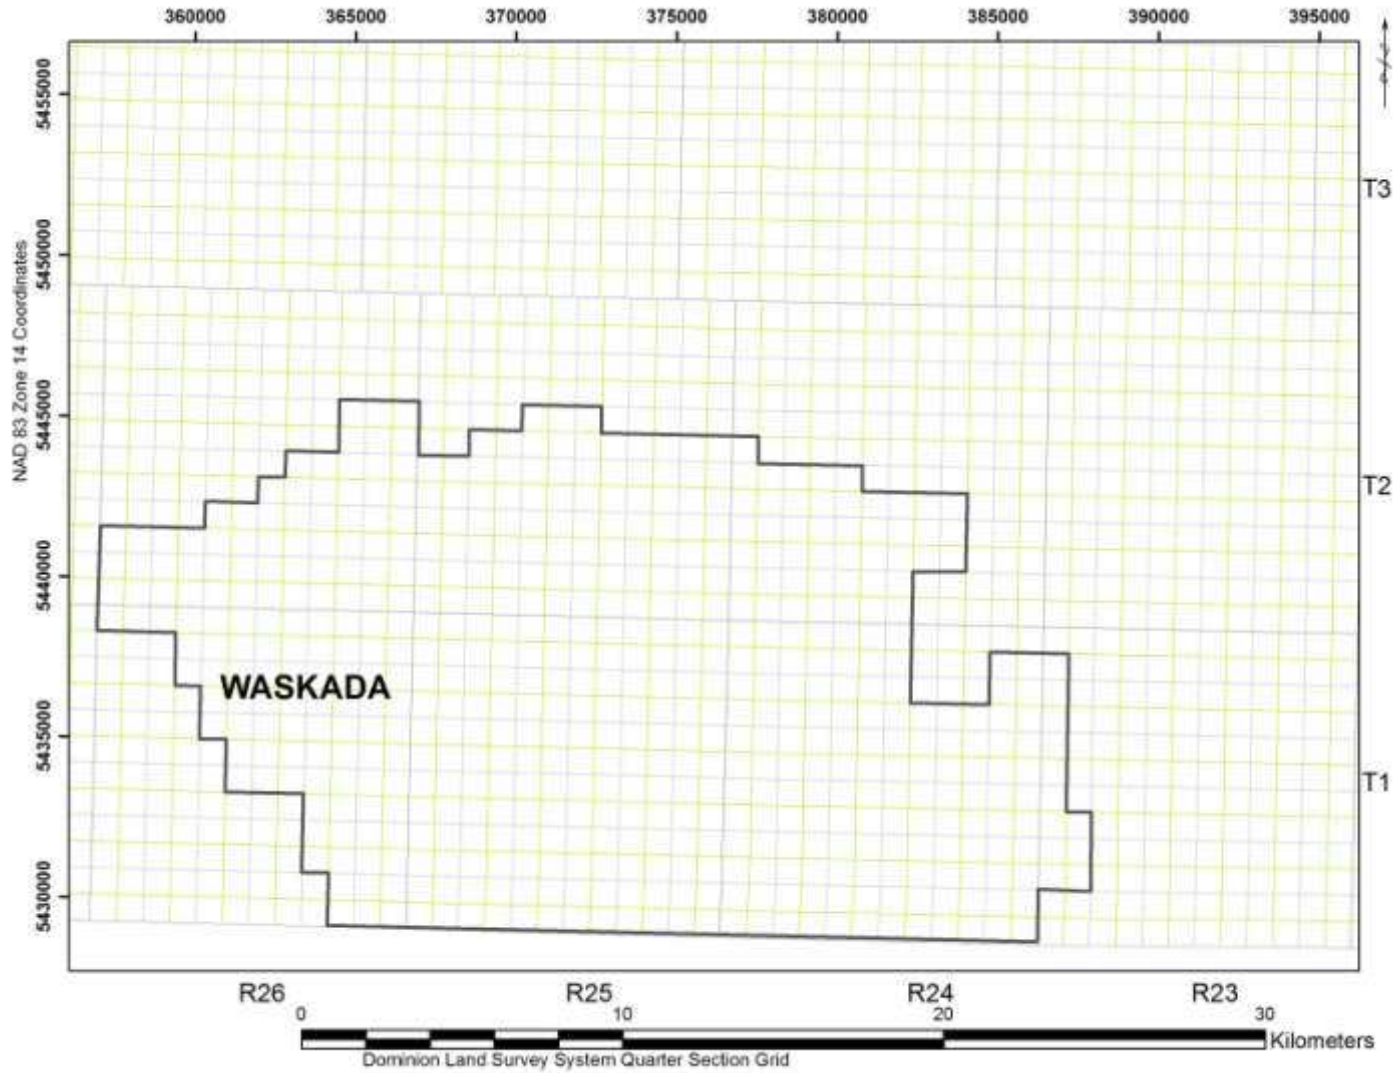 360000 365000 370000 375000 380000 385000 390000 395000
5455000
T3
5450000
NAD 83 Zone 14 Coordinates
5445000
T2
5440000
WASKADA
5435000
T1
5430000
R26 R25 R24 R23
0 10 20 30
Kilometers
Dominion Land Survey System Quarter Section Grid